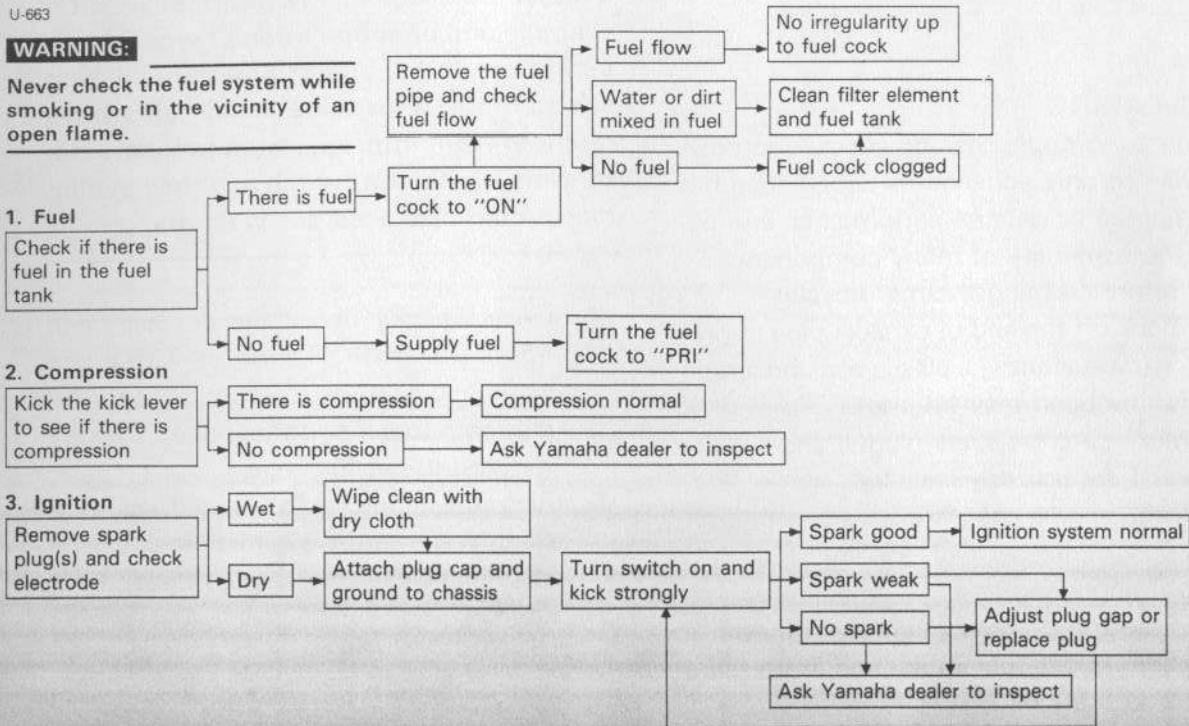 U-663
WARNING:
Never check the fuel system while
smoking or in the vicinity of an
open flame.
1. Fuel
Check if there is
fuel in the fuel
tank
There is fuel
Turn the fuel
cock to "ON"
Remove the fuel
pipe and check
fuel flow
Fuel flow
No irregularity up
to fuel cock
Water or dirt
mixed in fuel
Clean filter element
and fuel tank
No fuel
Fuel cock clogged
No fuel
Supply fuel
Turn the fuel
cock to "PRI"
2. Compression
Kick the kick lever
to see if there is
compression
There is compression
Compression normal
No compression
Ask Yamaha dealer to inspect
3. Ignition
Remove spark
plug(s) and check
electrode
Wet
Wipe clean with
dry cloth
Dry
Attach plug cap and
ground to chassis
Turn switch on and
kick strongly
Spark good
Ignition system normal
Spark weak
No spark
Adjust plug gap or
replace plug
Ask Yamaha dealer to inspect